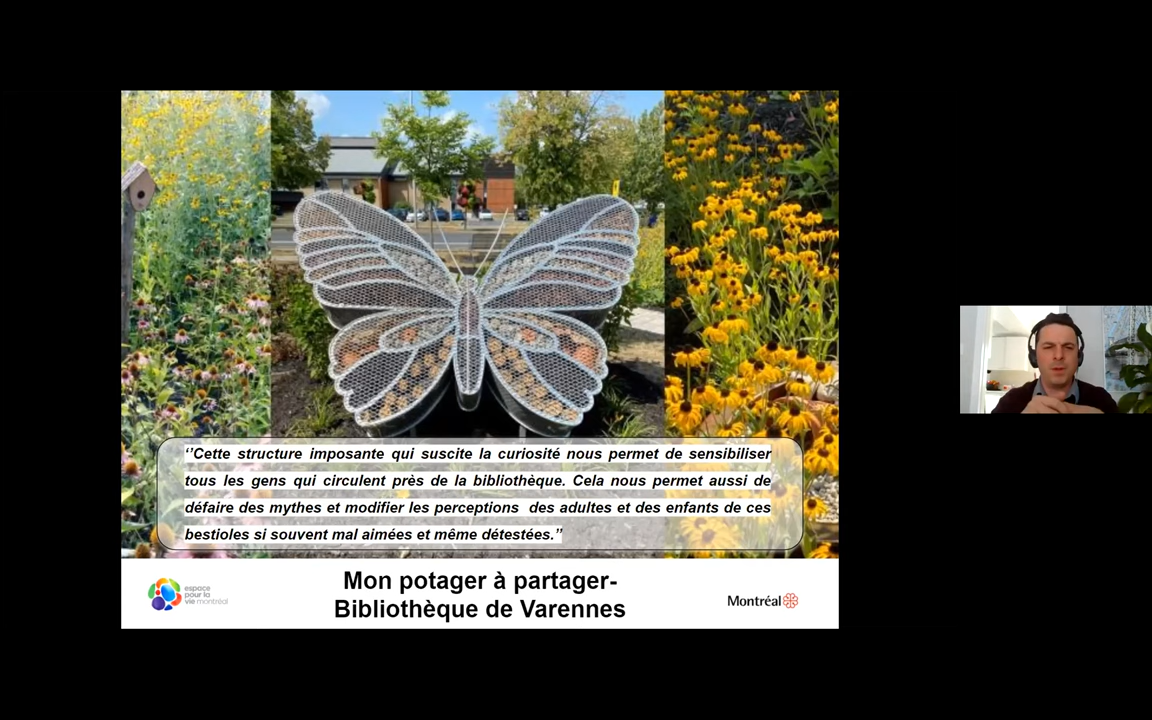 ‘’Cette structure imposante qui suscite la curiosité nous permet de sensibiliser
tous les gens qui circulent près de la bibliothèque. Cela nous permet aussi de
défaire des mythes et modifier les perceptions des adultes et des enfants de ces
bestioles si souvent mal aimées et même détestées.’’
Mon potager à partager-
Bibliothèque de Varennes
espace
pour la
vie montréal
Montréal